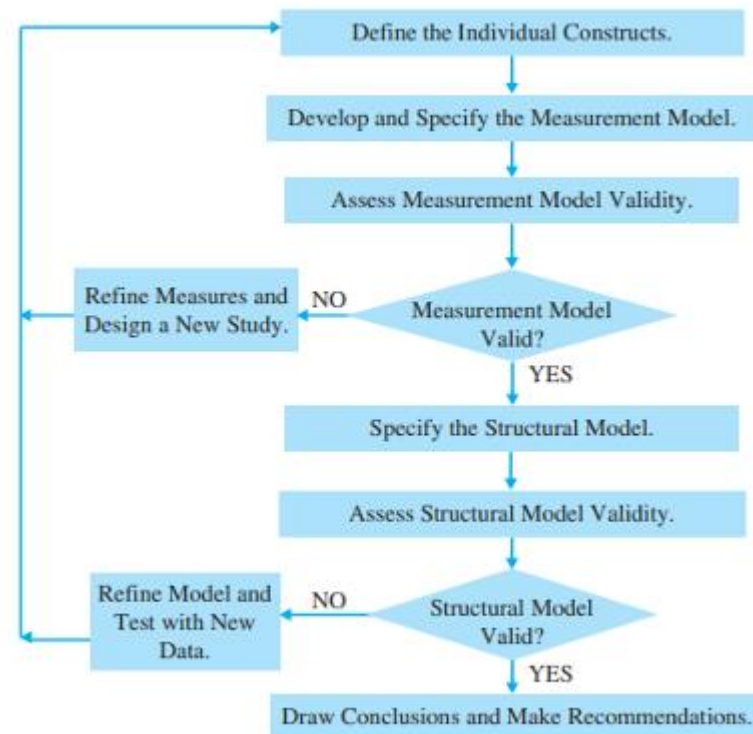 Define the Individual Constructs.
Develop and Specify the Measurement Model.
Assess Measurement Model Validity.
Refine Measures and
Design a New Study.
NO
Measurement Model
Valid?
YES
Specify the Structural Model.
Assess Structural Model Validity.
Refine Model and
Test with New
Data.
NO
Structural Model
Valid?
YES
Draw Conclusions and Make Recommendations.